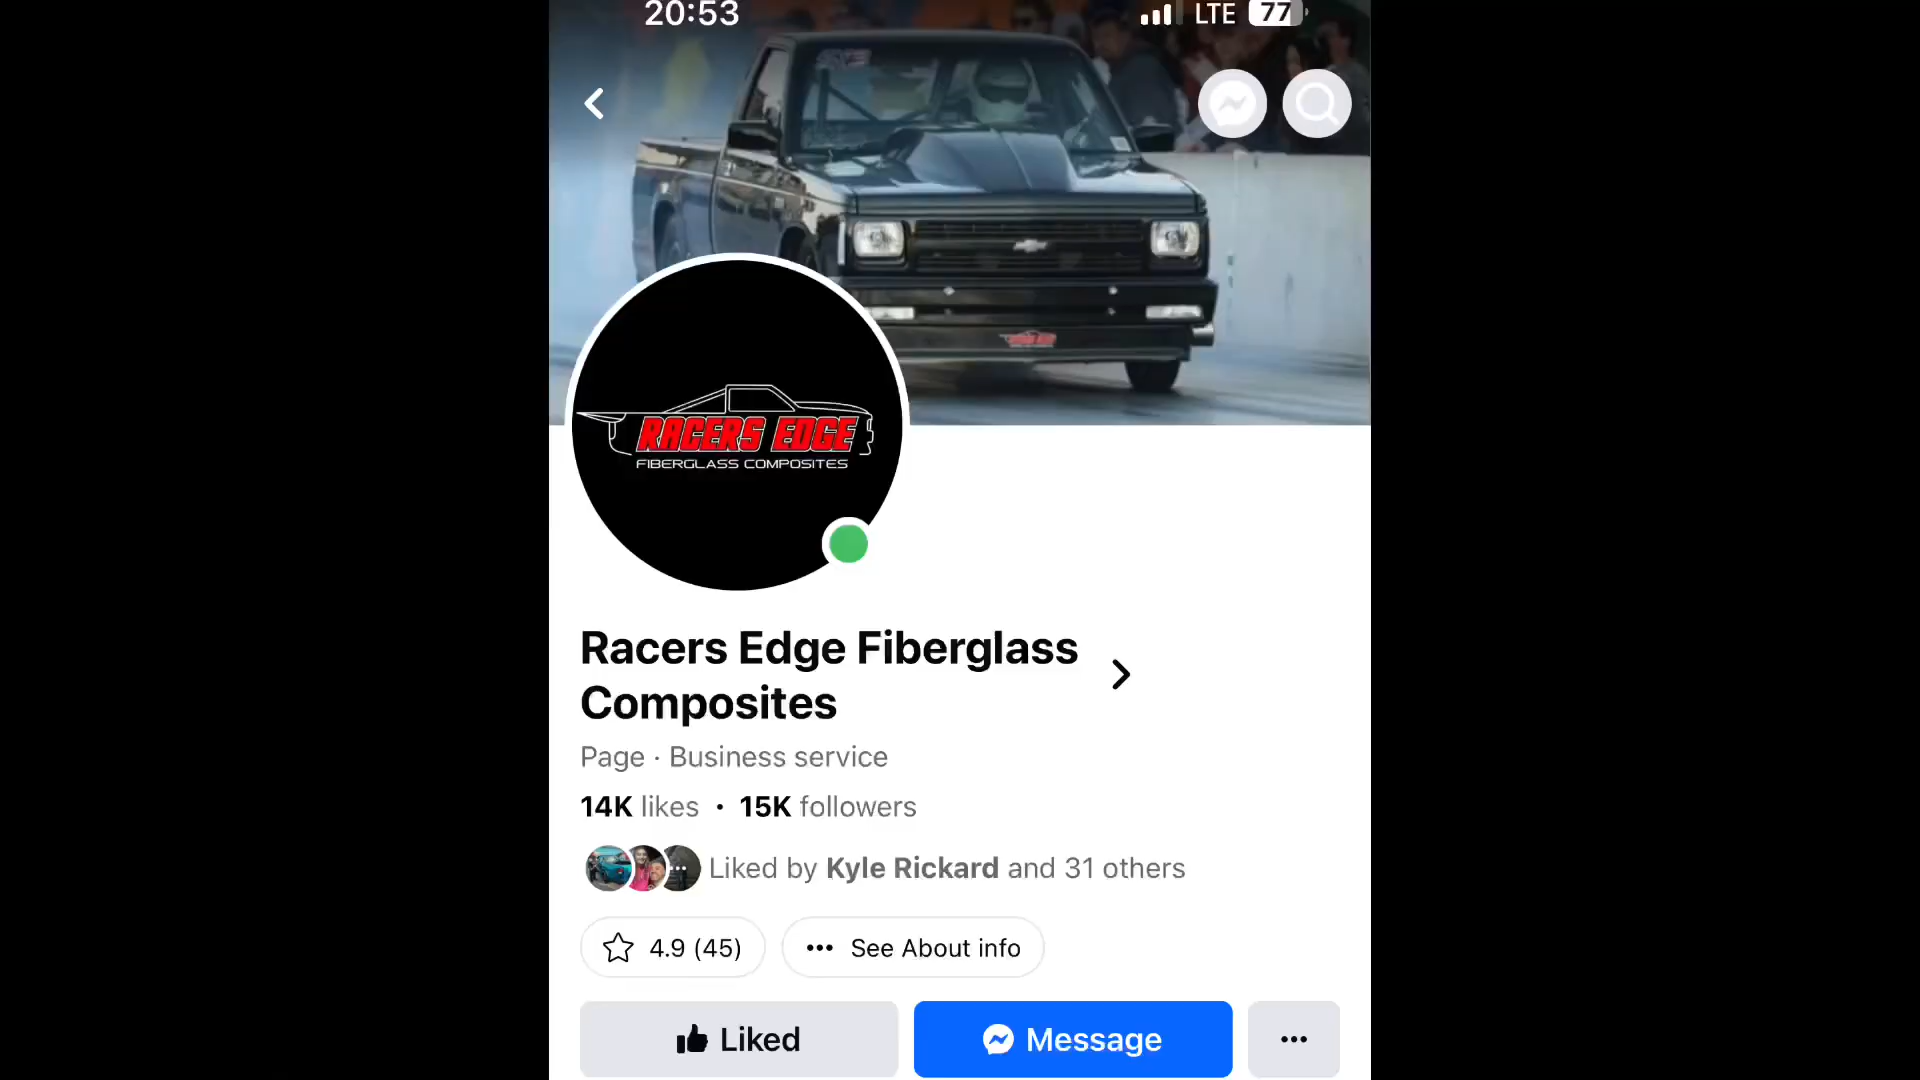 20:53
LTE 77
RACERS EDGE
FIBERGLASS COMPOSITES
Racers Edge Fiberglass
Composites
Page · Business service
14K likes · 15K followers
Liked by Kyle Rickard and 31 others
4.9 (45)
See About info
Liked
Message